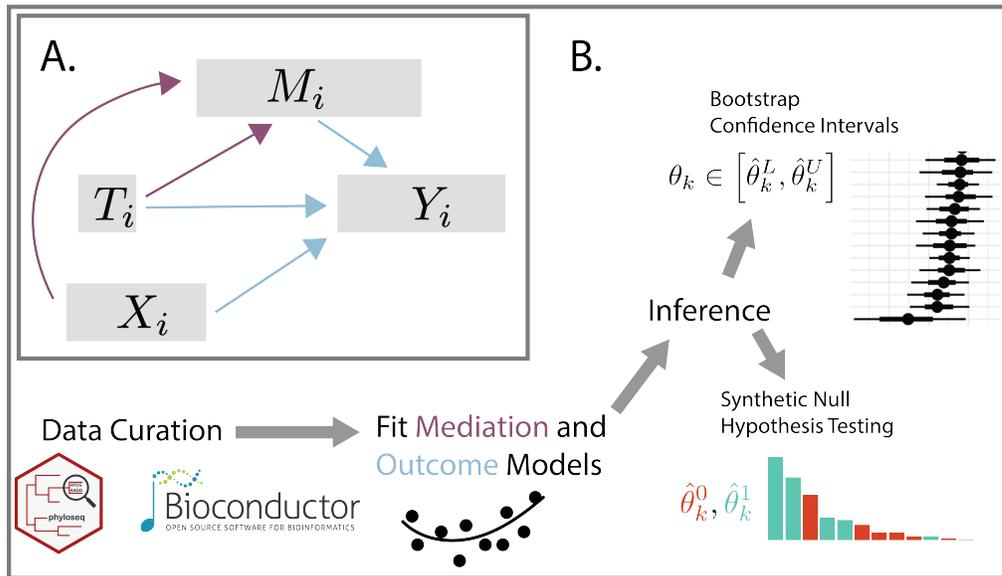 A.
M_i
T_i
Y_i
X_i
B.
Bootstrap
Confidence Intervals
θ_k ∈ [θ̂_k^L, θ̂_k^U]
Inference
Synthetic Null
Hypothesis Testing
θ̂_k^0, θ̂_k^1
Data Curation
Fit Mediation and
Outcome Models
phyloseq
Bioconductor
OPEN SOURCE SOFTWARE FOR BIOINFORMATICS